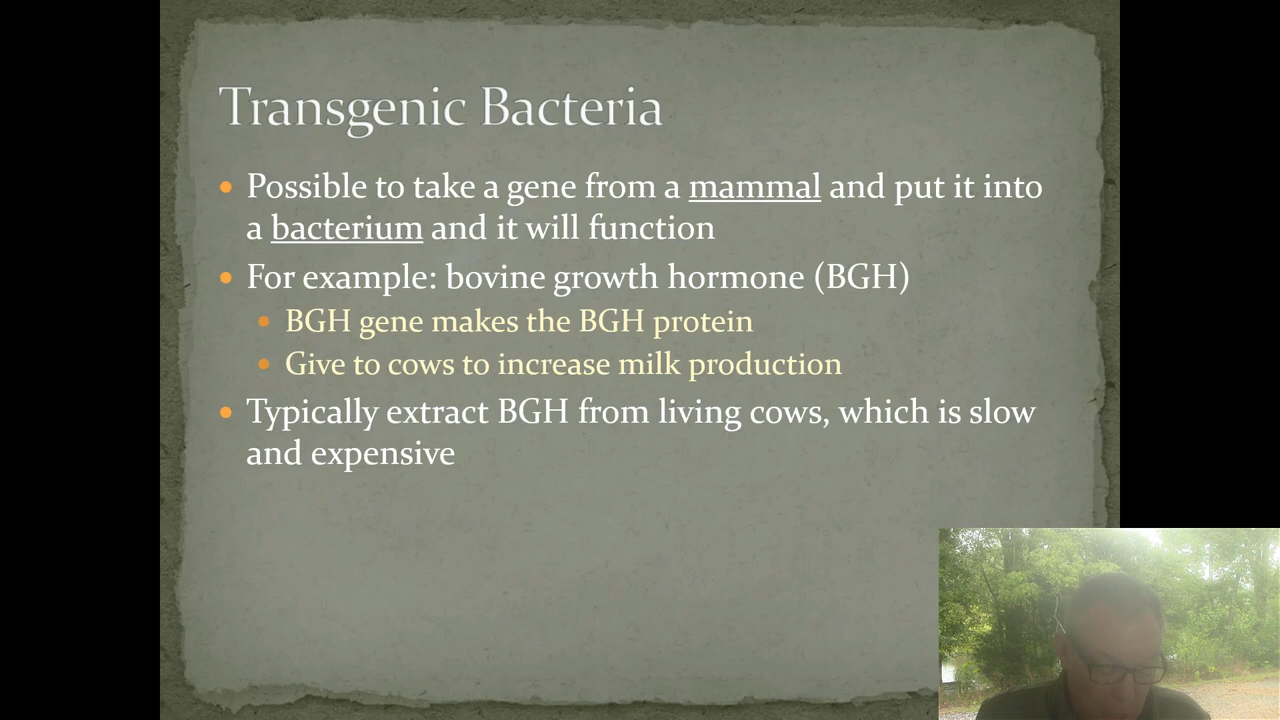 Transgenic Bacteria
Possible to take a gene from a mammal and put it into
a bacterium and it will function
For example: bovine growth hormone (BGH)
BGH gene makes the BGH protein
Give to cows to increase milk production
Typically extract BGH from living cows, which is slow
and expensive